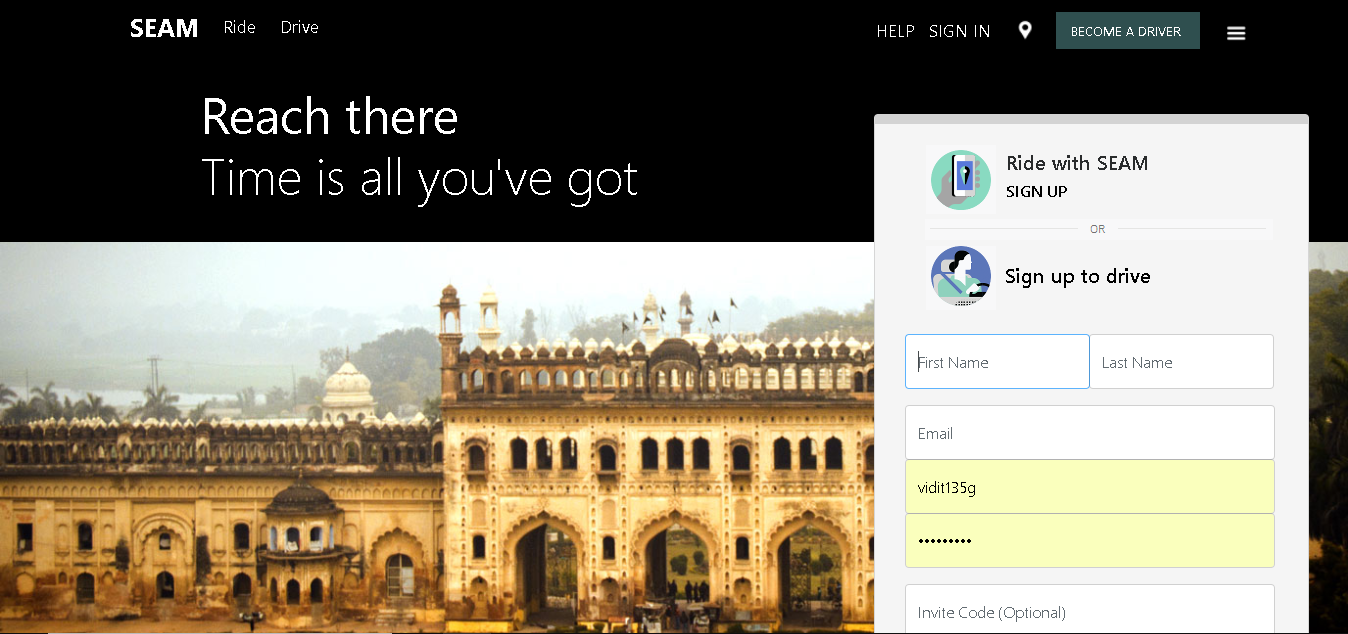 SEAM Ride Drive HELP SIGN IN BECOME A DRIVER
Reach there
Time is all you've got
Ride with SEAM
SIGN UP
OR
Sign up to drive
First Name Last Name
Email
vidit135g
•••••••••
Invite Code (Optional)